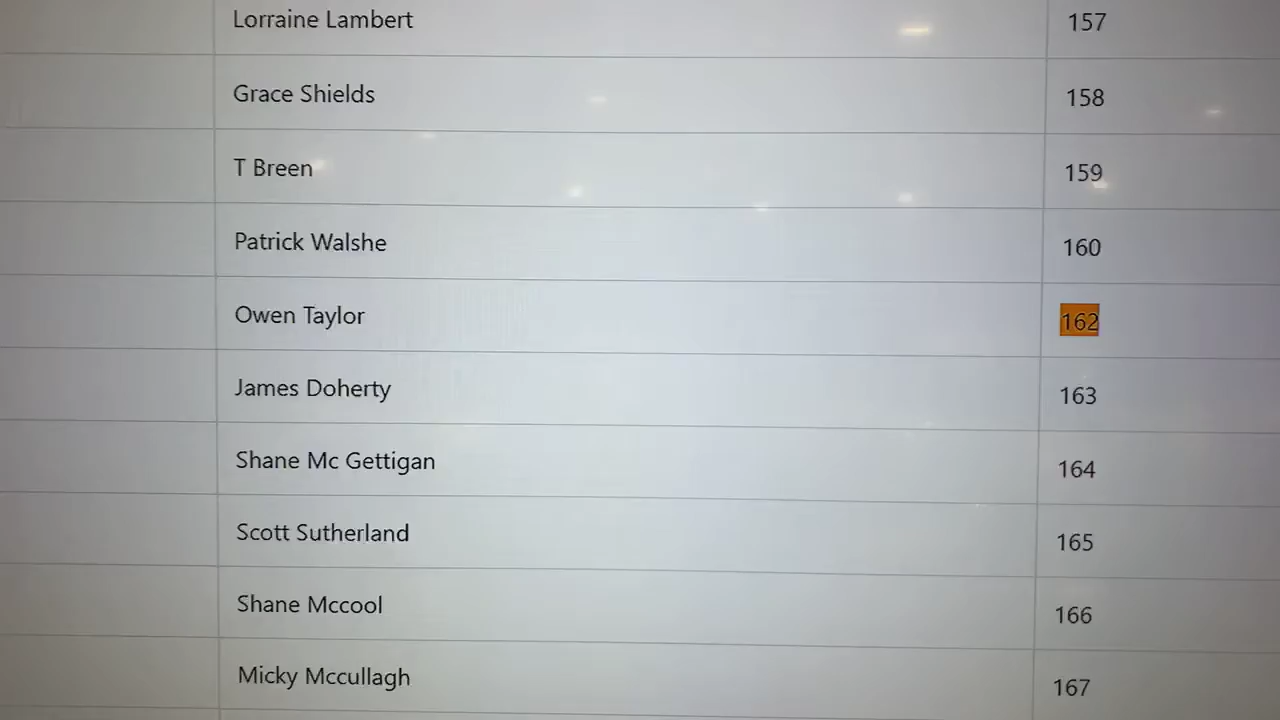 Lorraine Lambert 157
Grace Shields 158
T Breen 159
Patrick Walshe 160
Owen Taylor 162
James Doherty 163
Shane Mc Gettigan 164
Scott Sutherland 165
Shane Mccool 166
Micky Mccullagh 167